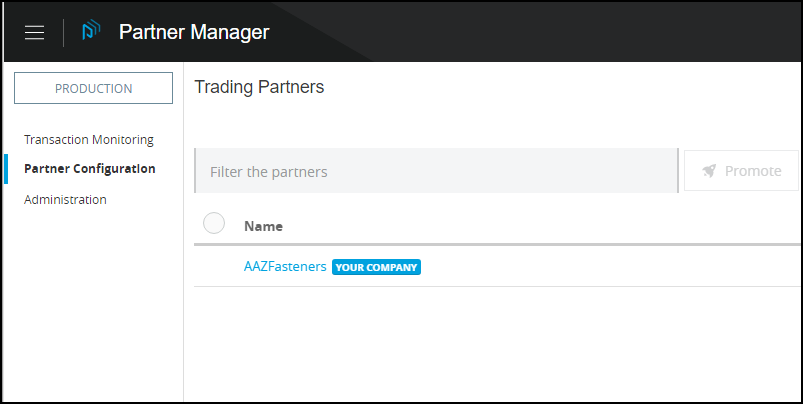 Partner Manager
PRODUCTION
Transaction Monitoring
Partner Configuration
Administration
Trading Partners
Filter the partners
Promote
Name
AAZFasteners YOUR COMPANY